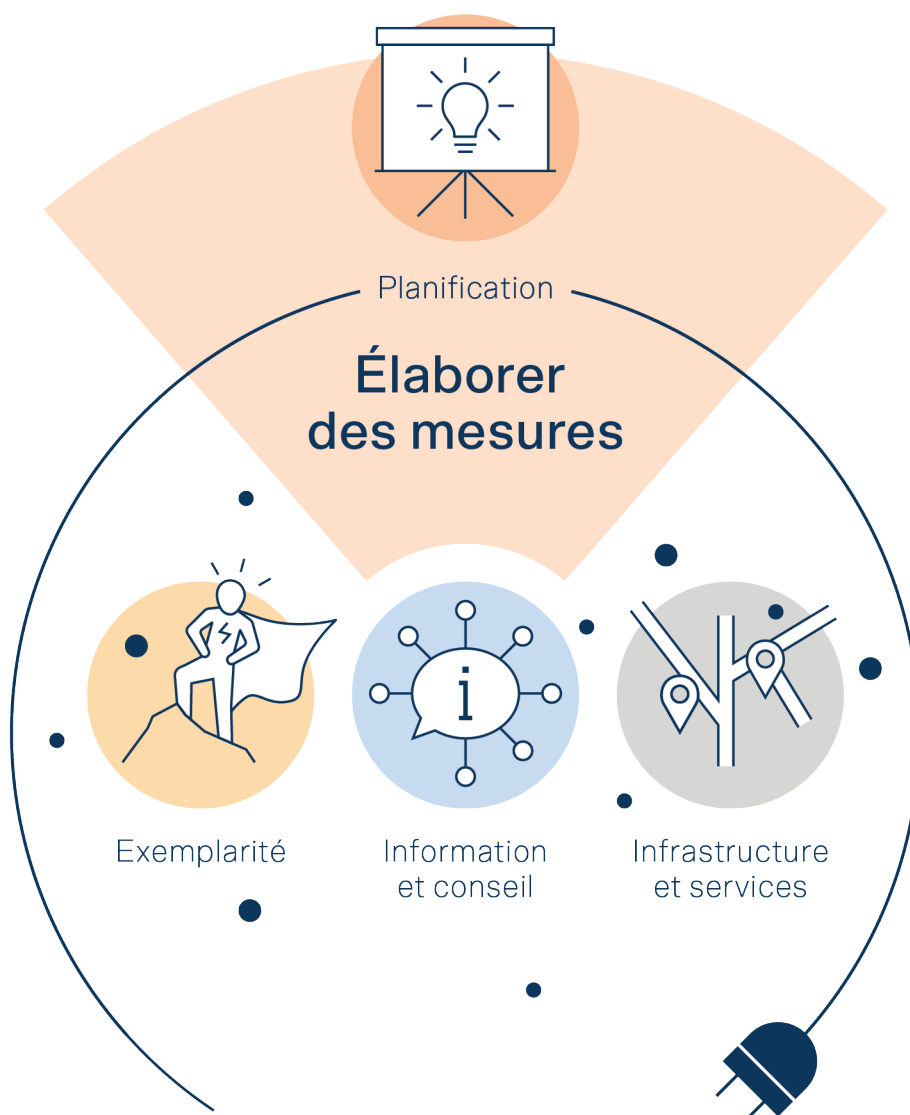 Planification
Élaborer
des mesures
i
Exemplarité
Information
et conseil
Infrastructure
et services